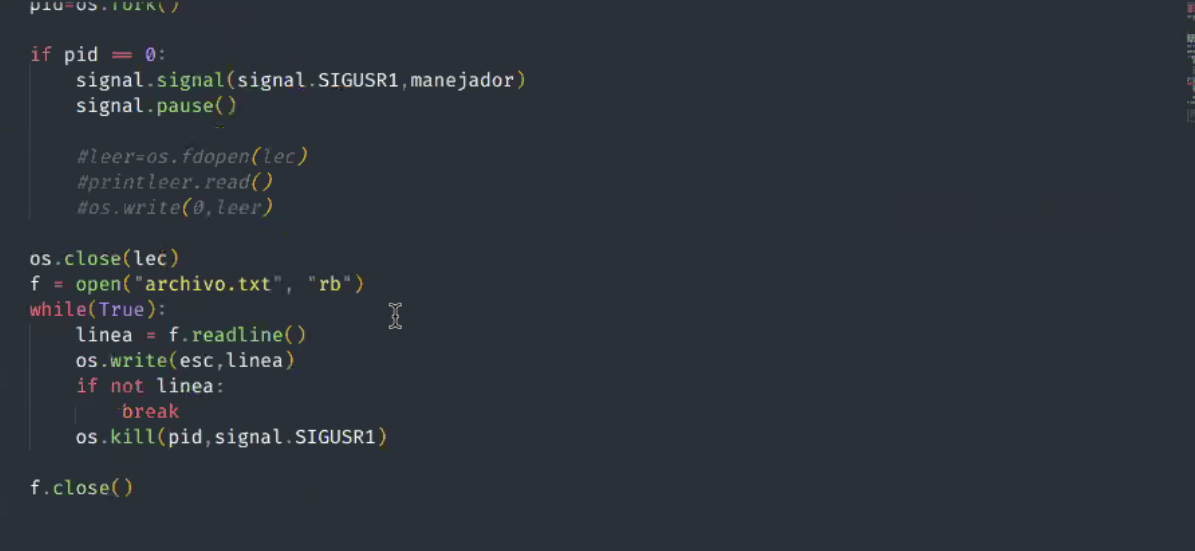 pid=os.fork()
if pid == 0:
signal.signal(signal.SIGUSR1,manejador)
signal.pause()
#leer=os.fdopen(lec)
#printleer.read()
#os.write(0,leer)
os.close(lec)
f = open("archivo.txt", "rb")
while(True):
linea = f.readline()
os.write(esc,linea)
if not linea:
break
os.kill(pid,signal.SIGUSR1)
f.close()